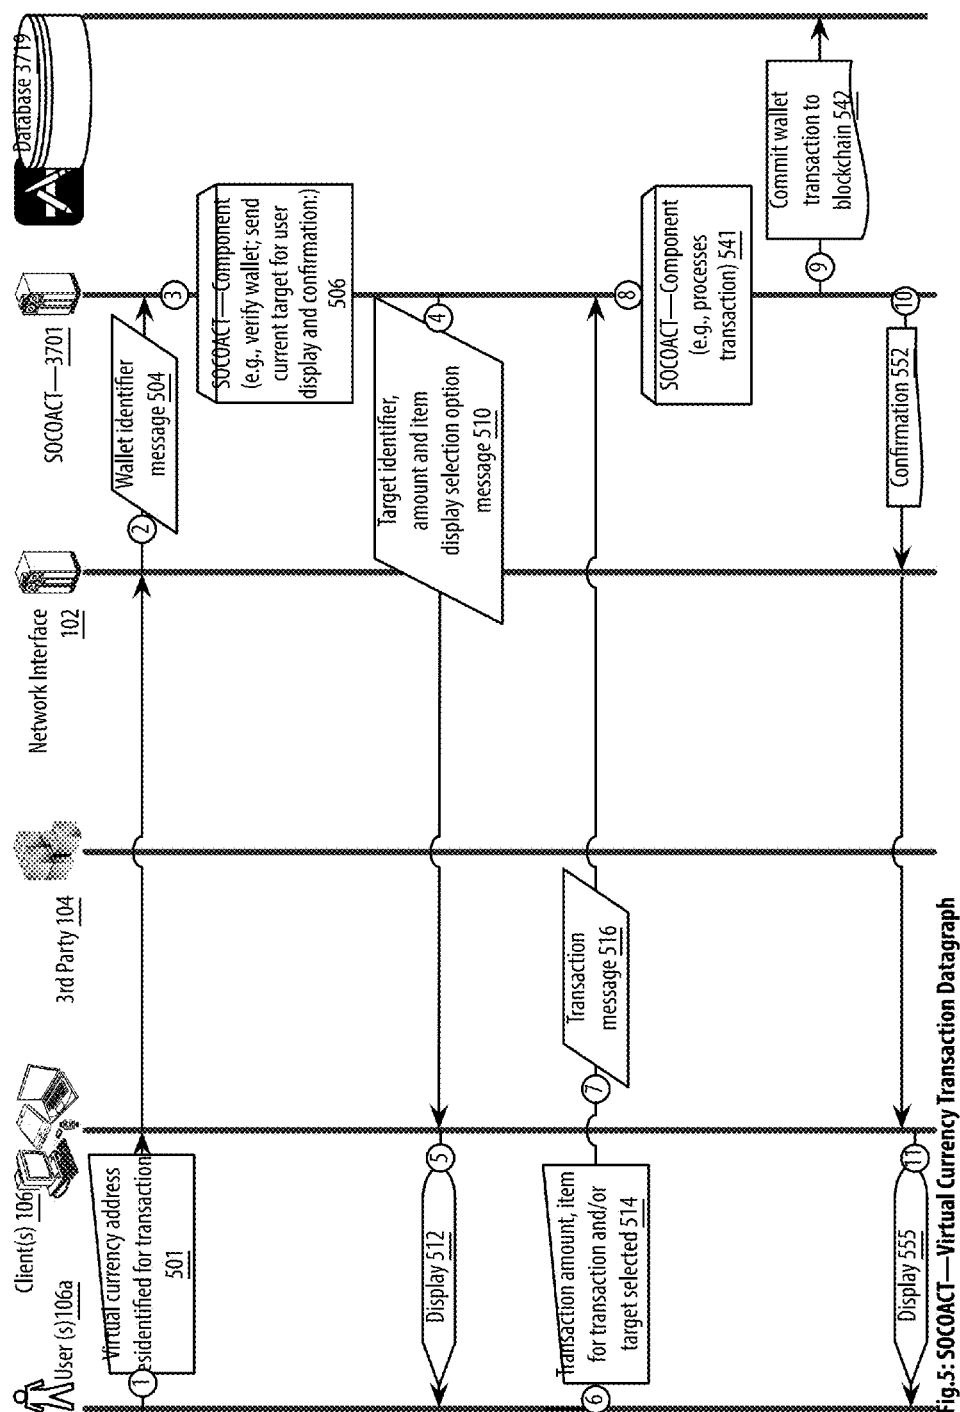 User (s)106a
Client(s) 106
3rd Party 104
Network Interface
102
SOCOACT—3701
Database 3719
1
Virtual currency address
esidentified for transaction
501
2
Wallet identifier
message 504
3
SOCOACT—Component
(e.g., verify wallet; send
current target for user
display and confirmation;)
506
4
Target identifier,
amount and item
display selection option
message 510
5
Display 512
6
Transaction amount, item
for transaction and/or
target selected 514
7
Transaction
message 516
8
SOCOACT—Component
(e.g., processes
transaction) 541
9
Commit wallet
transaction to
blockchain 542
10
Confirmation 552
11
Display 555
Fig.5: SOCOACT—Virtual Currency Transaction Datagraph